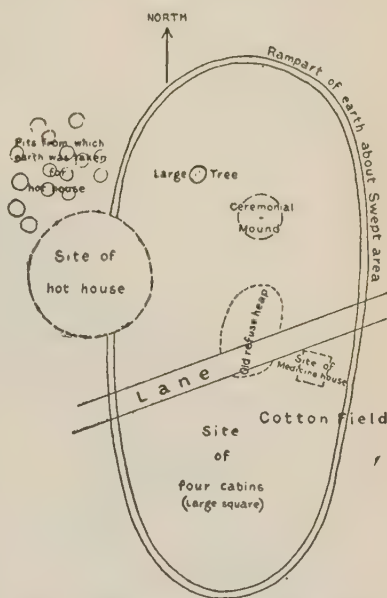 NORTH
Rampart of earth about Swept area
Pits from which
earth was taken
for
hot house
Large Tree
Ceremonial
Mound
Site of
hot house
Old refuse heap
Site of
Medicine house
Lane
Cotton Field
Site
of
four cabins
(Large square)